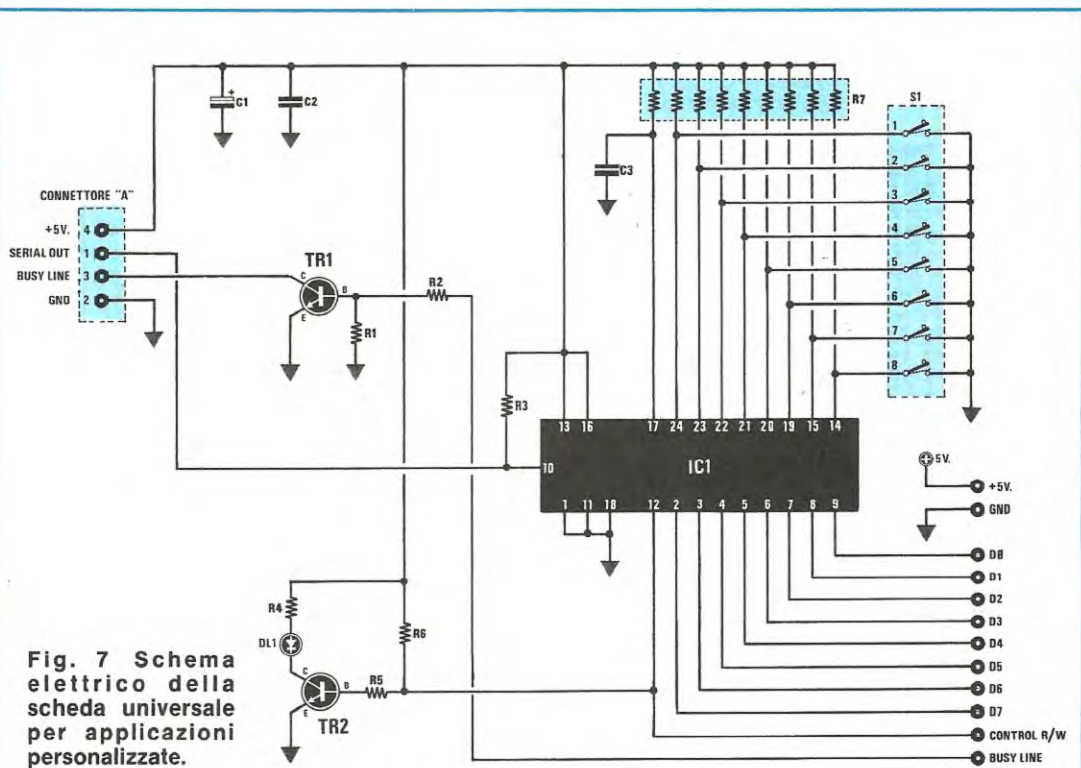 C1
+
C2
R7
S1
1
2
3
4
5
6
7
8
C3
CONNETTORE "A"
+5V. 4
SERIAL OUT 1
BUSY LINE 3
GND 2
TR1
C
B
E
R2
R1
R3
13 16 17 24 23 22 21 20 19 15 14
10
IC1
1 11 18 12 2 3 4 5 6 7 8 9
5V.
+5V.
GND
D0
D1
D2
D3
D4
D5
D6
D7
CONTROL R/W
BUSY LINE
R4
DL1
R6
R5
C
B
E
TR2
Fig. 7 Schema
elettrico della
scheda universale
per applicazioni
personalizzate.